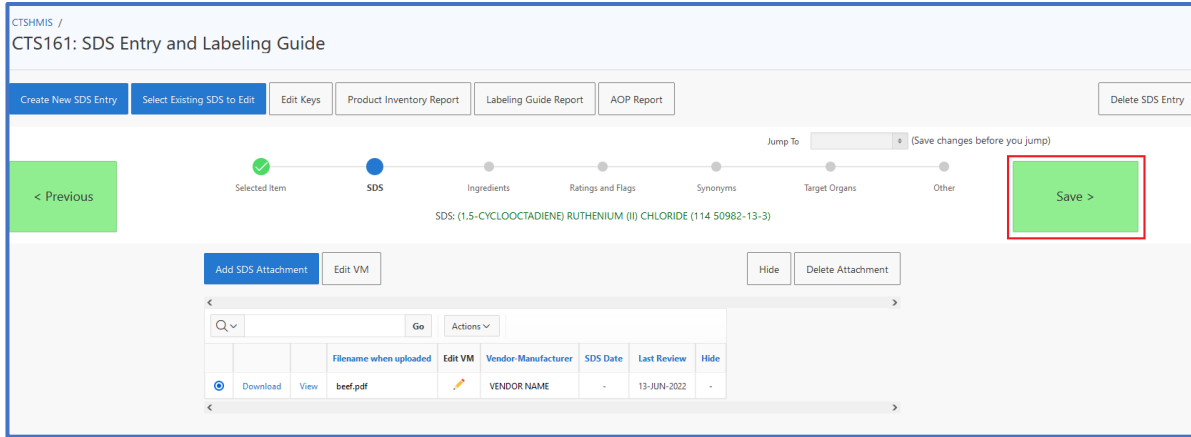 CTSHMIS /
CTS161: SDS Entry and Labeling Guide
Create New SDS Entry Select Existing SDS to Edit Edit Keys Product Inventory Report Labeling Guide Report AOP Report Delete SDS Entry
Jump To (Save changes before you jump)
< Previous Selected Item SDS Ingredients Ratings and Flags Synonyms Target Organs Other Save >
SDS: (1,5-CYCLOOCTADIENE) RUTHENIUM (II) CHLORIDE (114 50982-13-3)
Add SDS Attachment Edit VM Hide Delete Attachment
Go Actions
Filename when uploaded Edit VM Vendor-Manufacturer SDS Date Last Review Hide
Download View beef.pdf VENDOR NAME - 13-JUN-2022 -